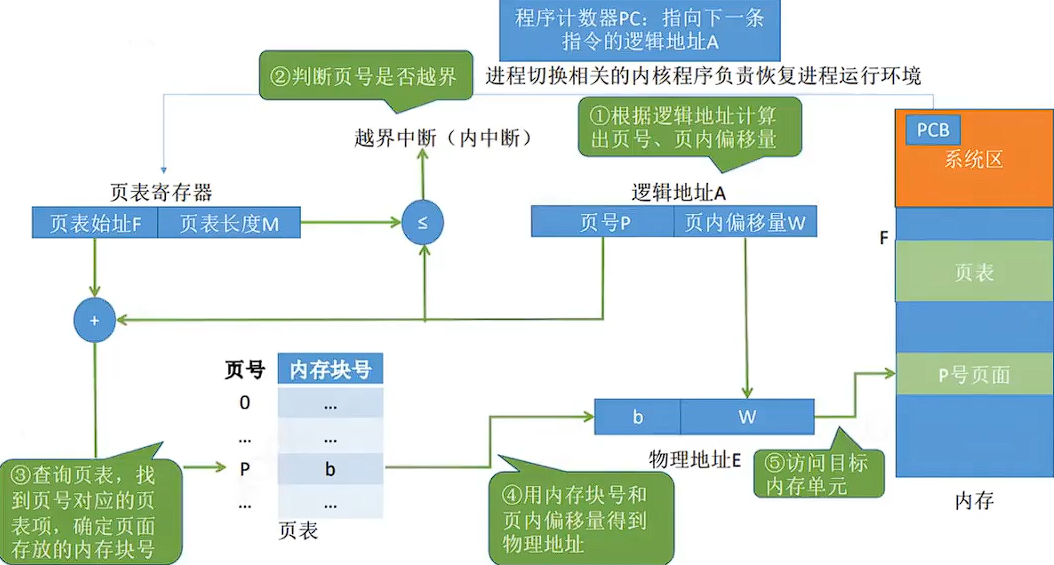 程序计数器PC：指向下一条
指令的逻辑地址A
②判断页号是否越界
进程切换相关的内核程序负责恢复进程运行环境
①根据逻辑地址计算
出页号、页内偏移量
PCB
系统区
越界中断（内中断）
页表寄存器
逻辑地址A
页表始址F
页表长度M
≤
页号P
页内偏移量W
F
页表
+
页号
内存块号
0
…
…
…
P
b
…
…
页表
b
W
物理地址E
P号页面
③查询页表，找
到页号对应的页
表项，确定页面
存放的内存块号
④用内存块号和
页内偏移量得到
物理地址
⑤访问目标
内存单元
内存